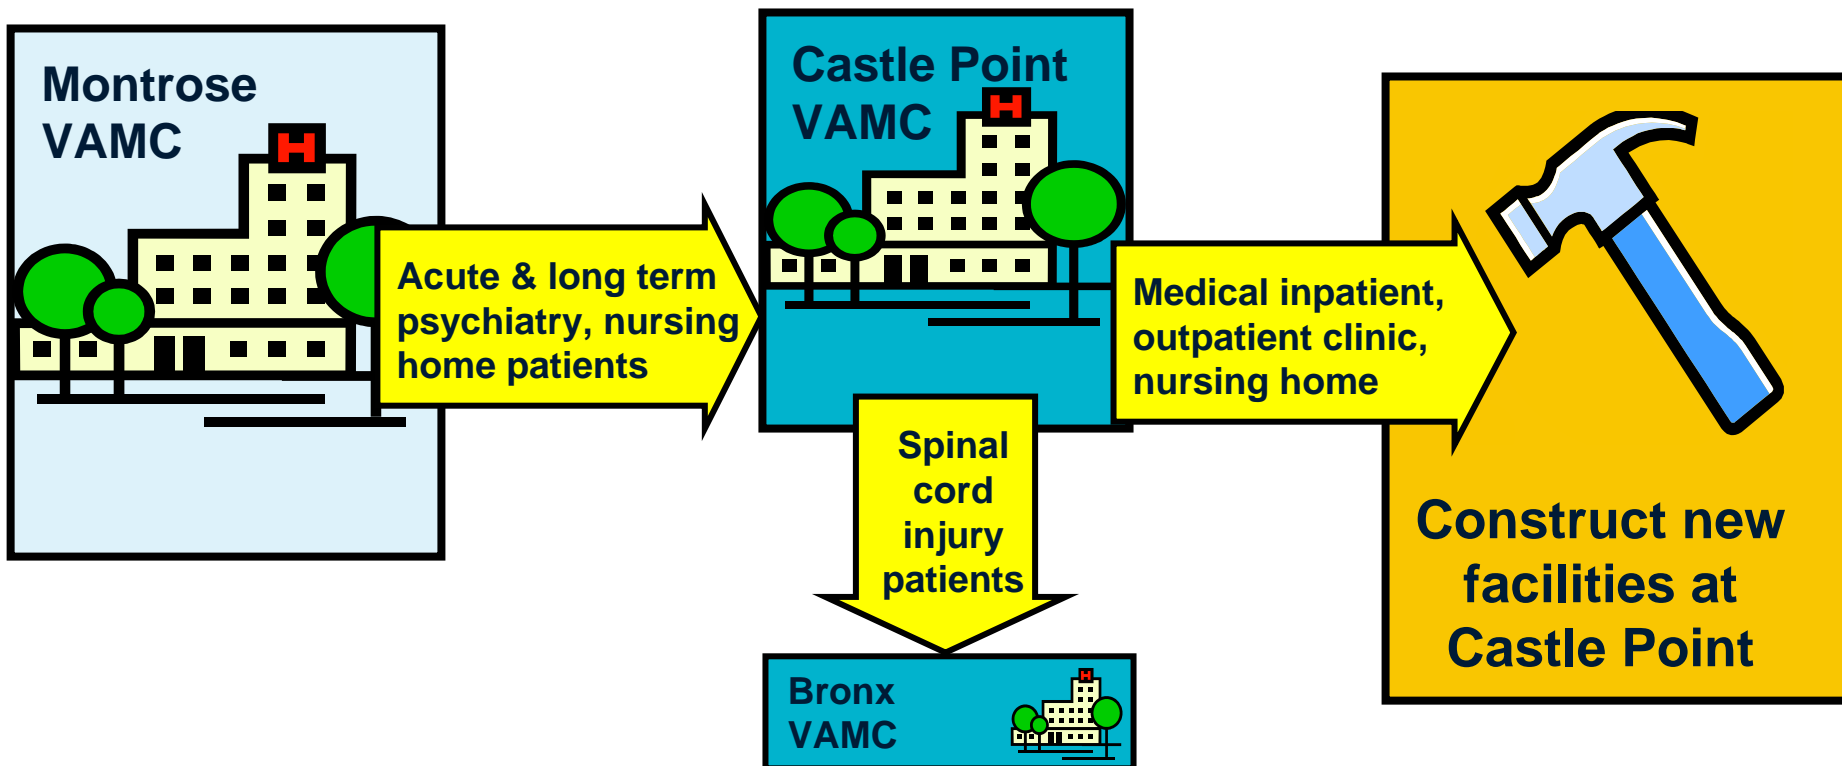 Montrose
VAMC
H
Acute & long term
psychiatry, nursing
home patients
Castle Point
VAMC
H
Medical inpatient,
outpatient clinic,
nursing home
Spinal
cord
injury
patients
Bronx
VAMC
H
Construct new
facilities at
Castle Point